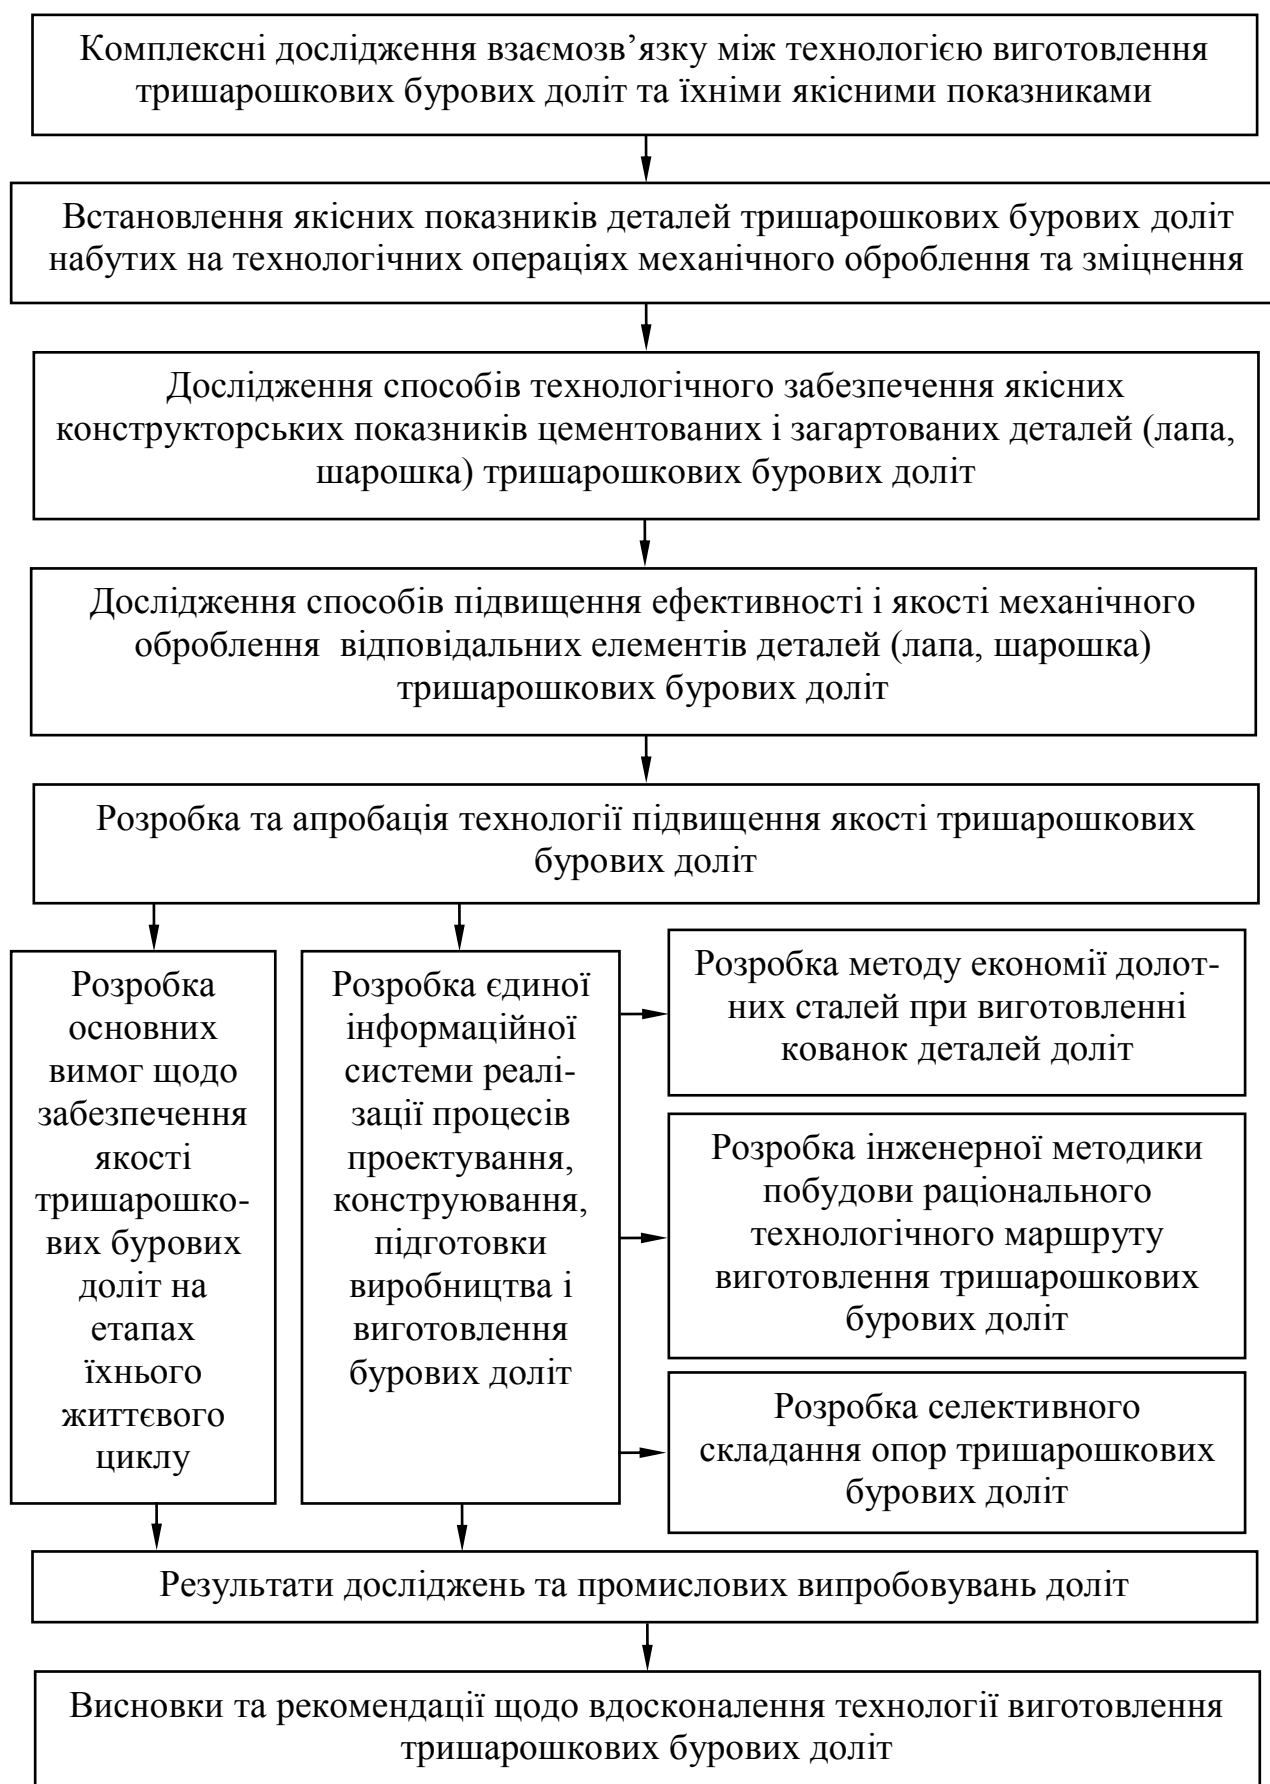 Комплексні дослідження взаємозв’язку між технологією виготовлення
тришарошкових бурових доліт та їхніми якісними показниками
Встановлення якісних показників деталей тришарошкових бурових доліт
набутих на технологічних операціях механічного оброблення та зміцнення
Дослідження способів технологічного забезпечення якісних
конструкторських показників цементованих і загартованих деталей (лапа,
шарошка) тришарошкових бурових доліт
Дослідження способів підвищення ефективності і якості механічного
оброблення відповідальних елементів деталей (лапа, шарошка)
тришарошкових бурових доліт
Розробка та апробація технології підвищення якості тришарошкових
бурових доліт
Розробка
основних
вимог щодо
забезпечення
якості
тришарошко-
вих бурових
доліт на
етапах
їхнього
життєвого
циклу
Розробка єдиної
інформаційної
системи реалі-
зації процесів
проектування,
конструювання,
підготовки
виробництва і
виготовлення
бурових доліт
Розробка методу економії долот-
них сталей при виготовленні
кованок деталей доліт
Розробка інженерної методики
побудови раціонального
технологічного маршруту
виготовлення тришарошкових
бурових доліт
Розробка селективного
складання опор тришарошкових
бурових доліт
Результати досліджень та промислових випробовувань доліт
Висновки та рекомендації щодо вдосконалення технології виготовлення
тришарошкових бурових доліт